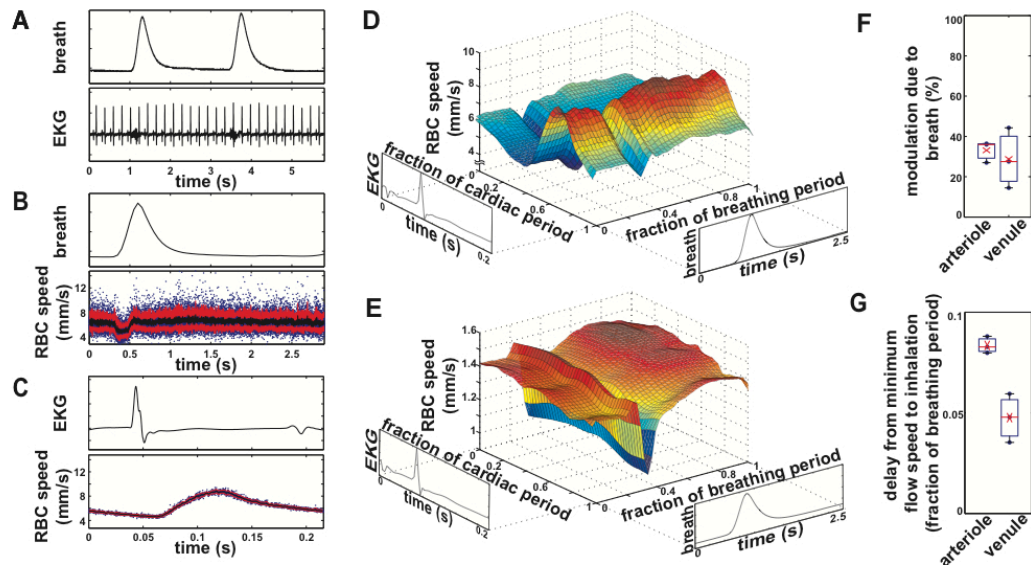 A
breath
EKG
0
1
2
3
4
5
time (s)
B
breath
RBC speed
(mm/s)
12
8
4
0
0.5
1
1.5
2
2.5
time (s)
C
EKG
RBC speed
(mm/s)
12
8
4
0
0.05
0.1
0.15
0.2
time (s)
D
RBC speed
(mm/s)
10
8
6
4
0
0.2
0.6
1
0
0.2
0.4
0.8
1
fraction of cardiac period
fraction of breathing period
EKG
0
time (s)
0.2
breath
0
time (s)
2.5
E
RBC speed
(mm/s)
1.6
1.5
1.4
1.3
1.2
1.1
1
0
0.2
0.6
1
0
0.2
0.4
0.8
1
fraction of cardiac period
fraction of breathing period
EKG
0
time (s)
0.2
breath
0
time (s)
2.5
F
modulation due to
breath (%)
100
80
60
40
20
0
arteriole
venule
G
delay from minimum
flow speed to inhalation
(fraction of breathing period)
0.1
0.05
0
arteriole
venule